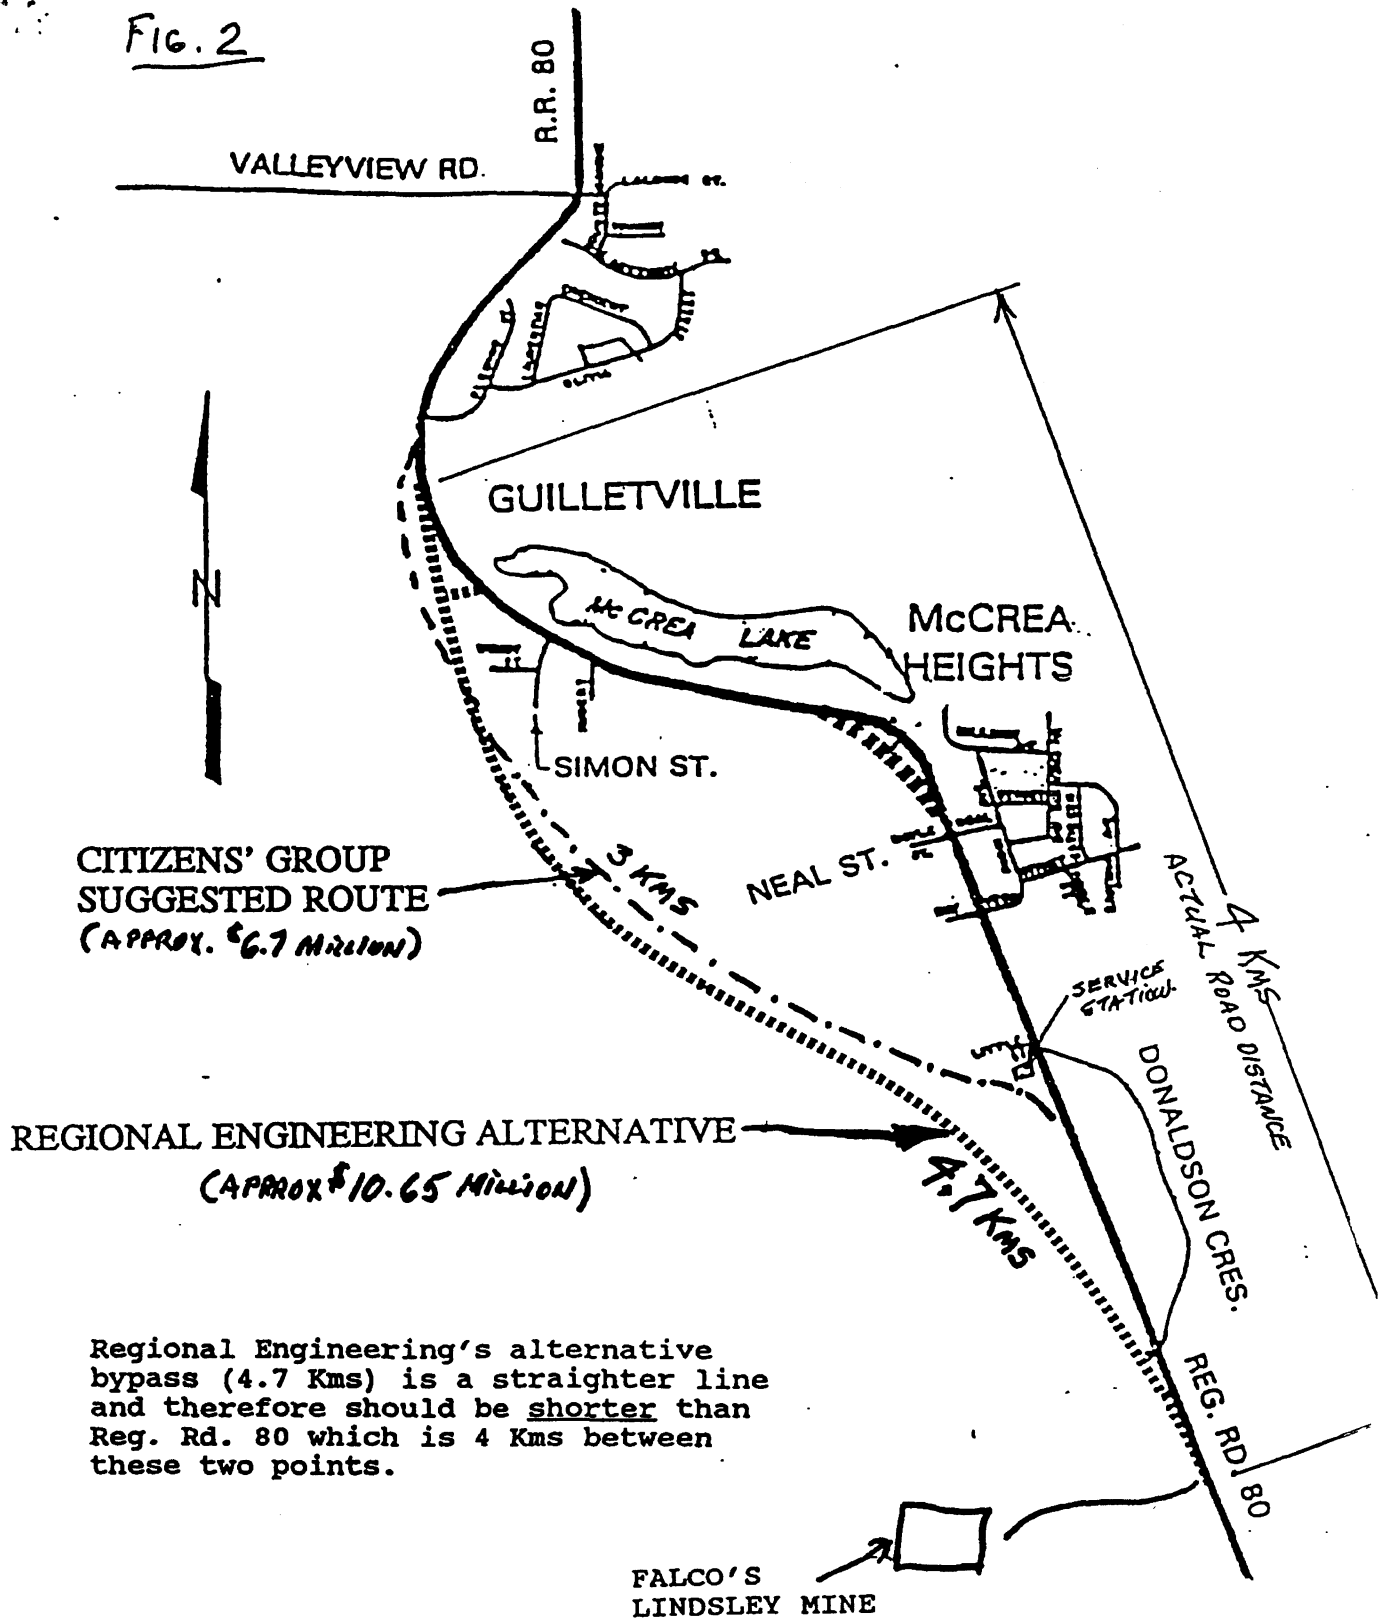 FIG. 2
R.R. 80
VALLEYVIEW RD.
GUILLETVILLE
McCREA LAKE
McCREA
HEIGHTS
SIMON ST.
CITIZENS' GROUP
SUGGESTED ROUTE
(APPROX. $6.7 MILLION)
3 KMS
NEAL ST.
4 KMS
ACTUAL ROAD DISTANCE
SERVICE
STATION
DONALDSON CRES.
REGIONAL ENGINEERING ALTERNATIVE
(APPROX $10.65 MILLION)
4.7 KMS
Regional Engineering's alternative
bypass (4.7 Kms) is a straighter line
and therefore should be shorter than
Reg. Rd. 80 which is 4 Kms between
these two points.
REG. RD. 80
FALCO'S
LINDSLEY MINE